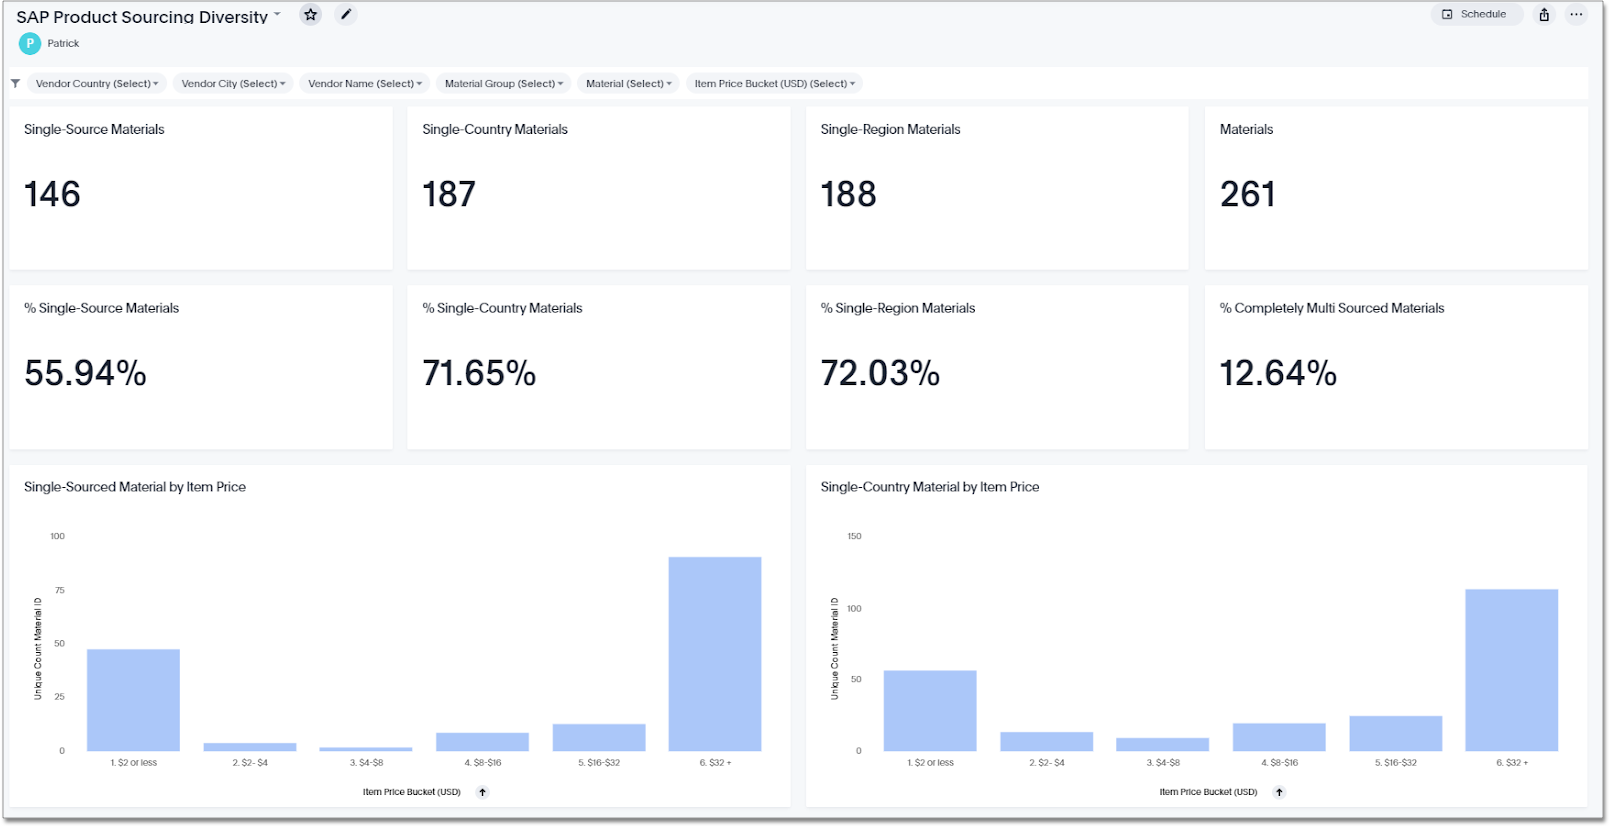 SAP Product Sourcing Diversity
Schedule
P
Patrick
Vendor Country (Select) Vendor City (Select) Vendor Name (Select) Material Group (Select) Material (Select) Item Price Bucket (USD) (Select)
Single-Source Materials
146
Single-Country Materials
187
Single-Region Materials
188
Materials
261
% Single-Source Materials
55.94%
% Single-Country Materials
71.65%
% Single-Region Materials
72.03%
% Completely Multi Sourced Materials
12.64%
Single-Sourced Material by Item Price
Unique Count Material ID
100
75
50
25
0
1. $2 or less 2. $2- $4 3. $4-$8 4. $8-$16 5. $16-$32 6. $32 +
Item Price Bucket (USD)
Single-Country Material by Item Price
Unique Count Material ID
150
100
50
0
1. $2 or less 2. $2- $4 3. $4-$8 4. $8-$16 5. $16-$32 6. $32 +
Item Price Bucket (USD)